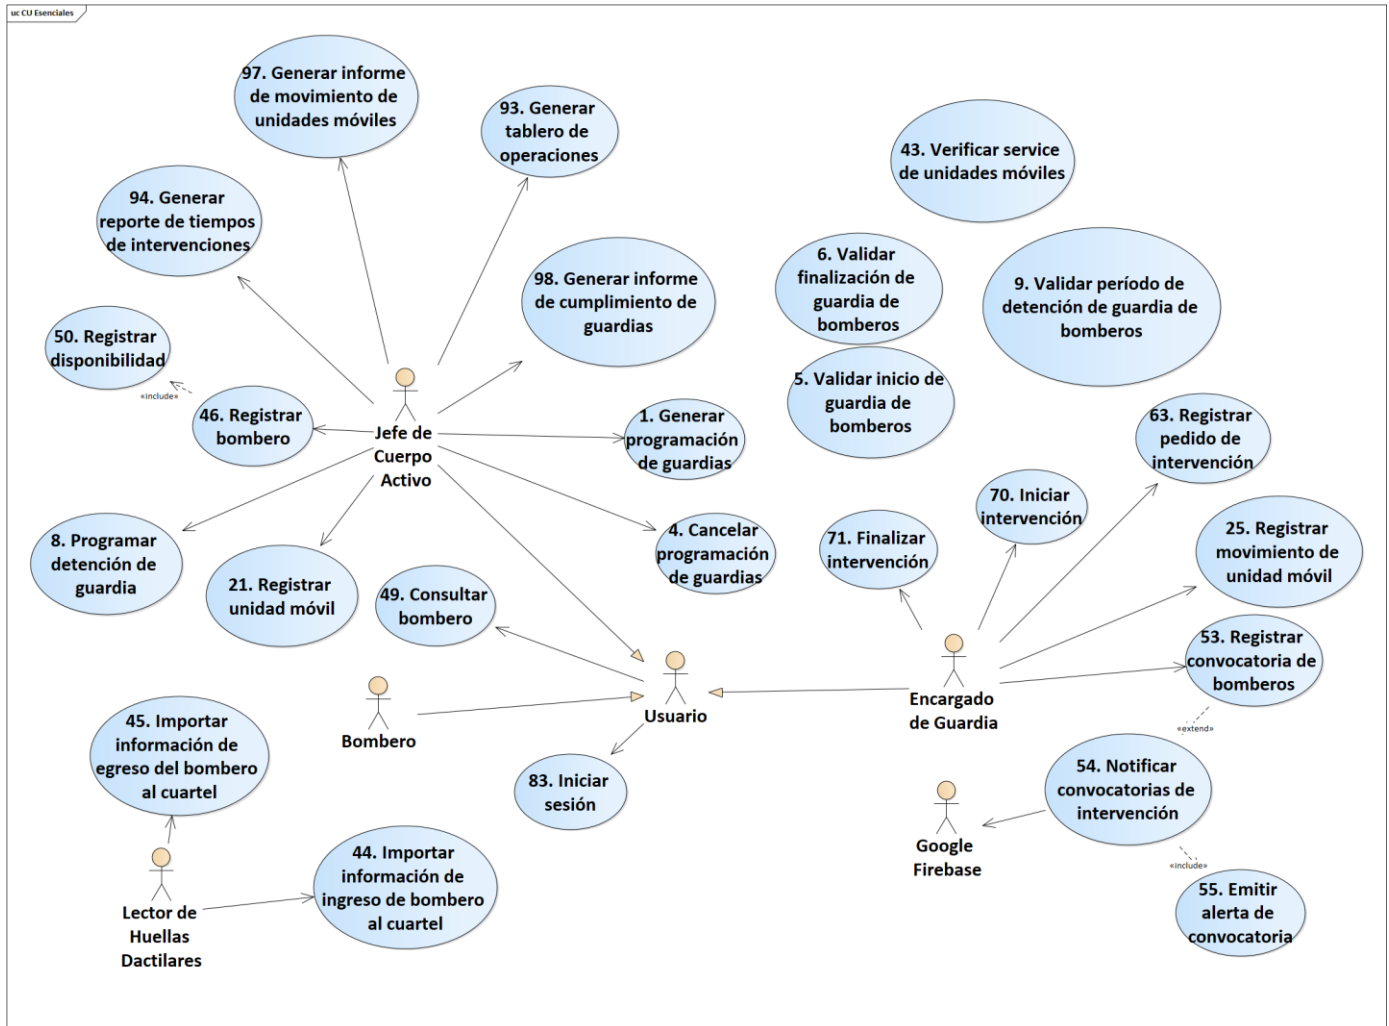 uc CU Esenciales
97. Generar informe
de movimiento de
unidades móviles
93. Generar
tablero de
operaciones
43. Verificar service
de unidades móviles
94. Generar
reporte de tiempos
de intervenciones
98. Generar informe
de cumplimiento de
guardias
6. Validar
finalización de
guardia de
bomberos
9. Validar período de
detención de guardia de
bomberos
50. Registrar
disponibilidad
«include»
46. Registrar
bombero
Jefe de
Cuerpo
Activo
1. Generar
programación
de guardias
5. Validar inicio de
guardia de
bomberos
63. Registrar
pedido de
intervención
70. Iniciar
intervención
8. Programar
detención de
guardia
21. Registrar
unidad móvil
49. Consultar
bombero
4. Cancelar
programación
de guardias
71. Finalizar
intervención
25. Registrar
movimiento de
unidad móvil
53. Registrar
convocatoria de
bomberos
Bombero
Usuario
Encargado
de Guardia
«extend»
45. Importar
información de
egreso del bombero
al cuartel
83. Iniciar
sesión
54. Notificar
convocatorias de
intervención
Google
Firebase
«include»
44. Importar
información de
ingreso de bombero
al cuartel
Lector de
Huellas
Dactilares
55. Emitir
alerta de
convocatoria